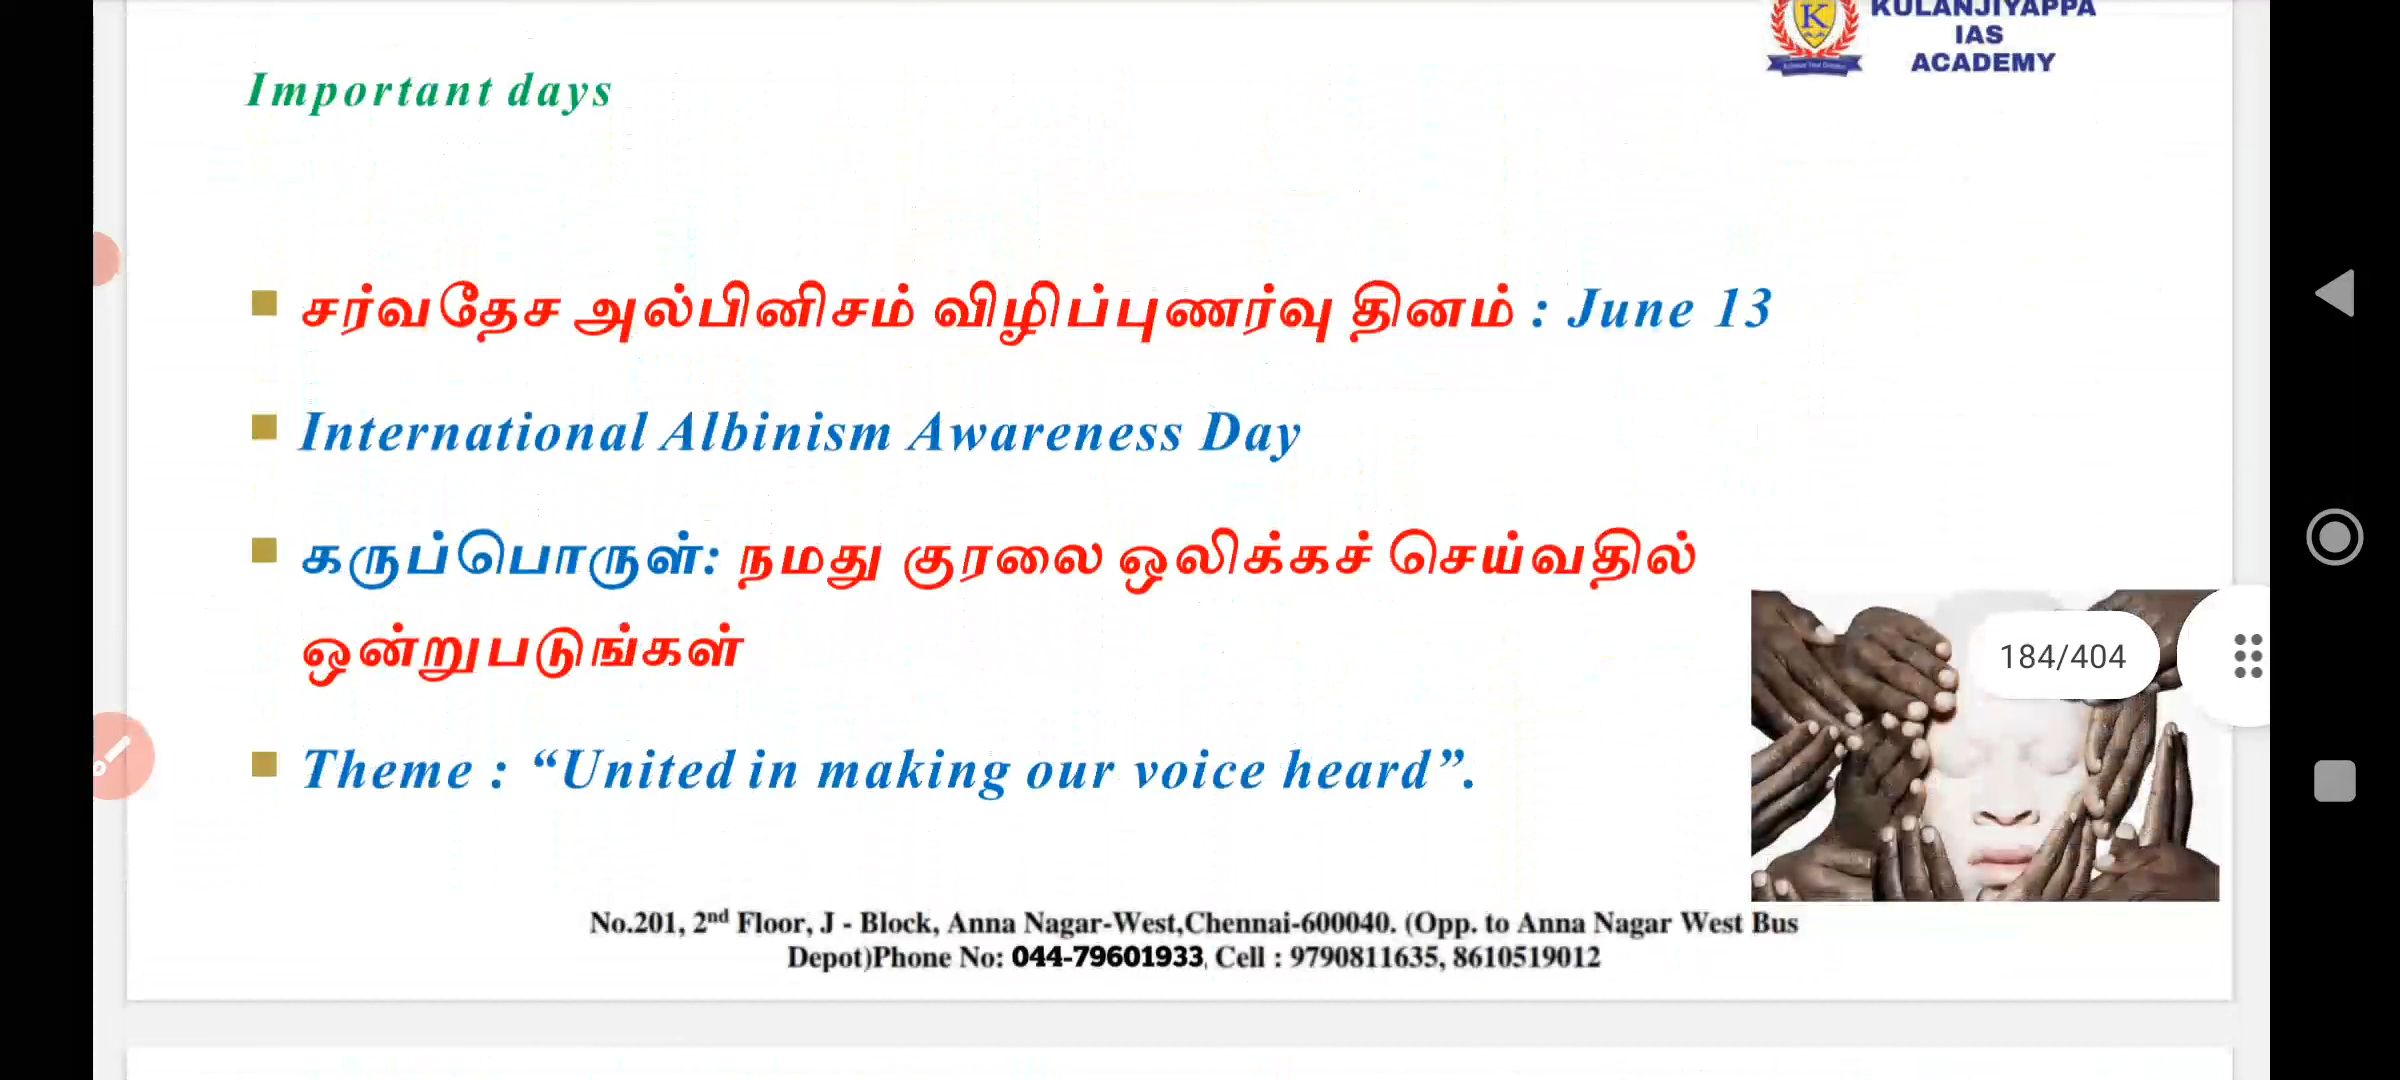 KULANJIYAPPA
IAS
ACADEMY
K
Important days
சர்வதேச அல்பினிசம் விழிப்புணர்வு தினம் : June 13
International Albinism Awareness Day
கருப்பொருள்: நமது குரலை ஒலிக்கச் செய்வதில்
ஒன்றுபடுங்கள்
184/404
Theme : “United in making our voice heard”.
No.201, 2nd Floor, J - Block, Anna Nagar-West,Chennai-600040. (Opp. to Anna Nagar West Bus
Depot)Phone No: 044-79601933, Cell : 9790811635, 8610519012